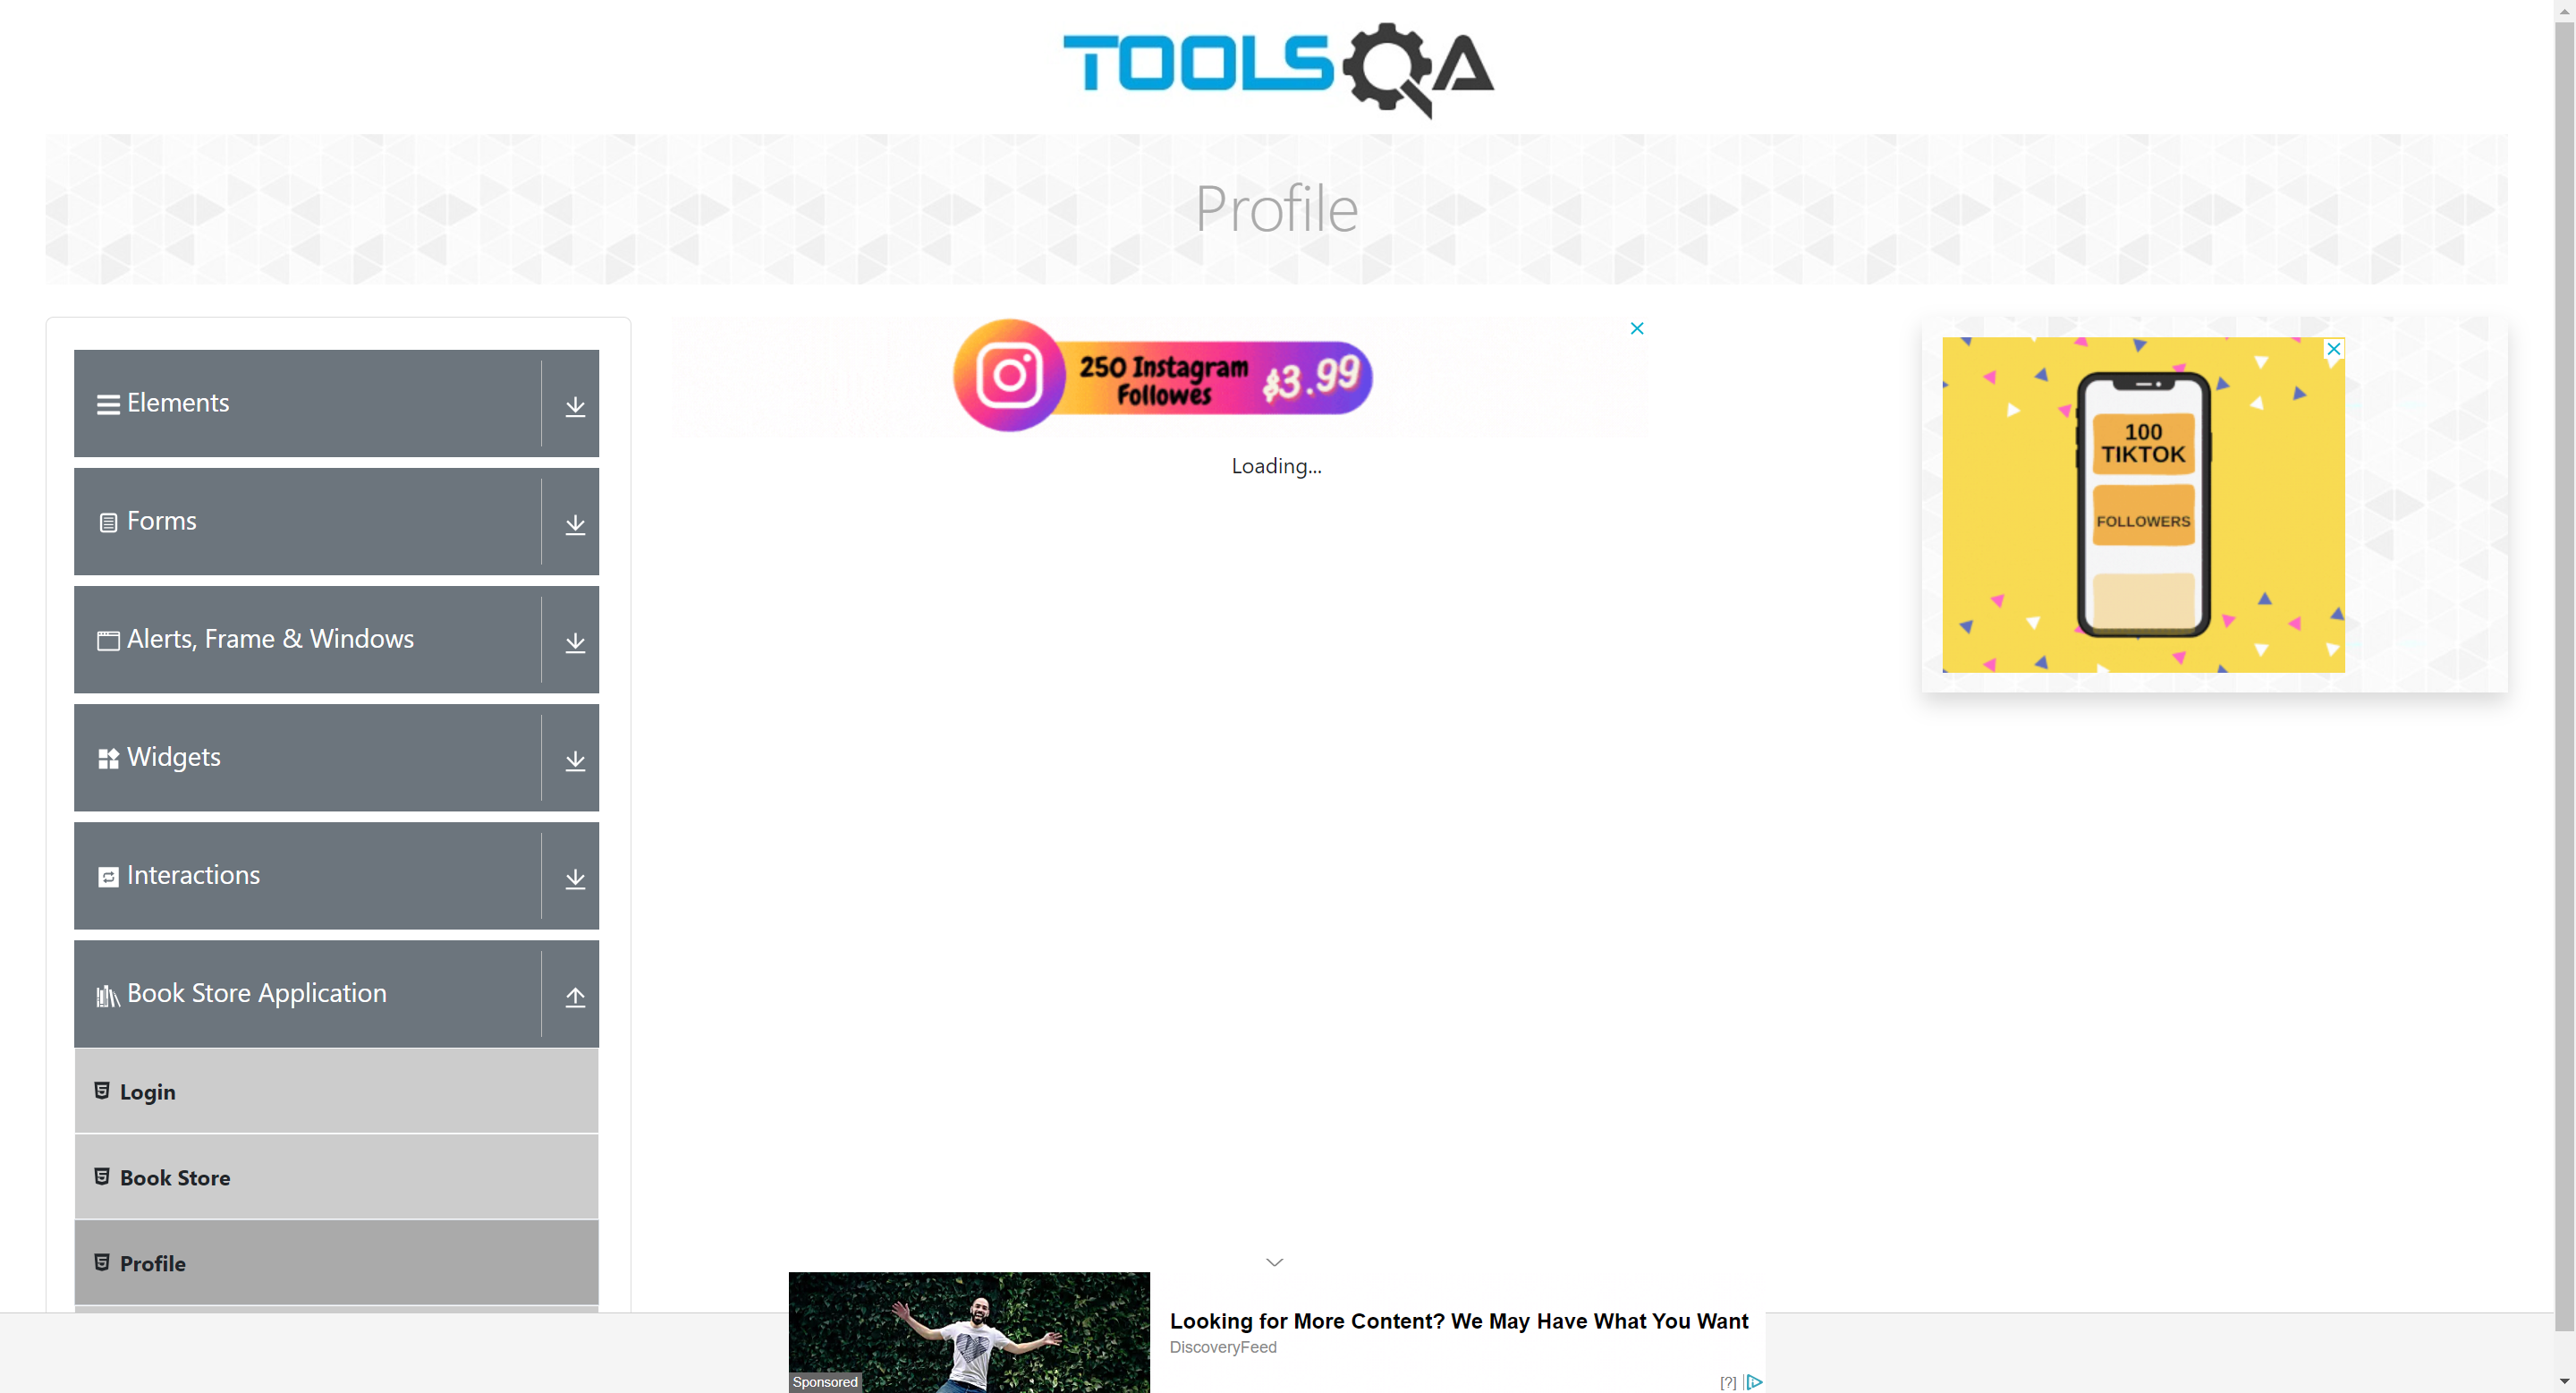 TOOLSQA
Profile
Elements
Forms
Alerts, Frame & Windows
Widgets
Interactions
Book Store Application
Login
Book Store
Profile
250 Instagram
Followes
$3.99
Loading...
100
TIKTOK
FOLLOWERS
Sponsored
Looking for More Content? We May Have What You Want
DiscoveryFeed
[?]